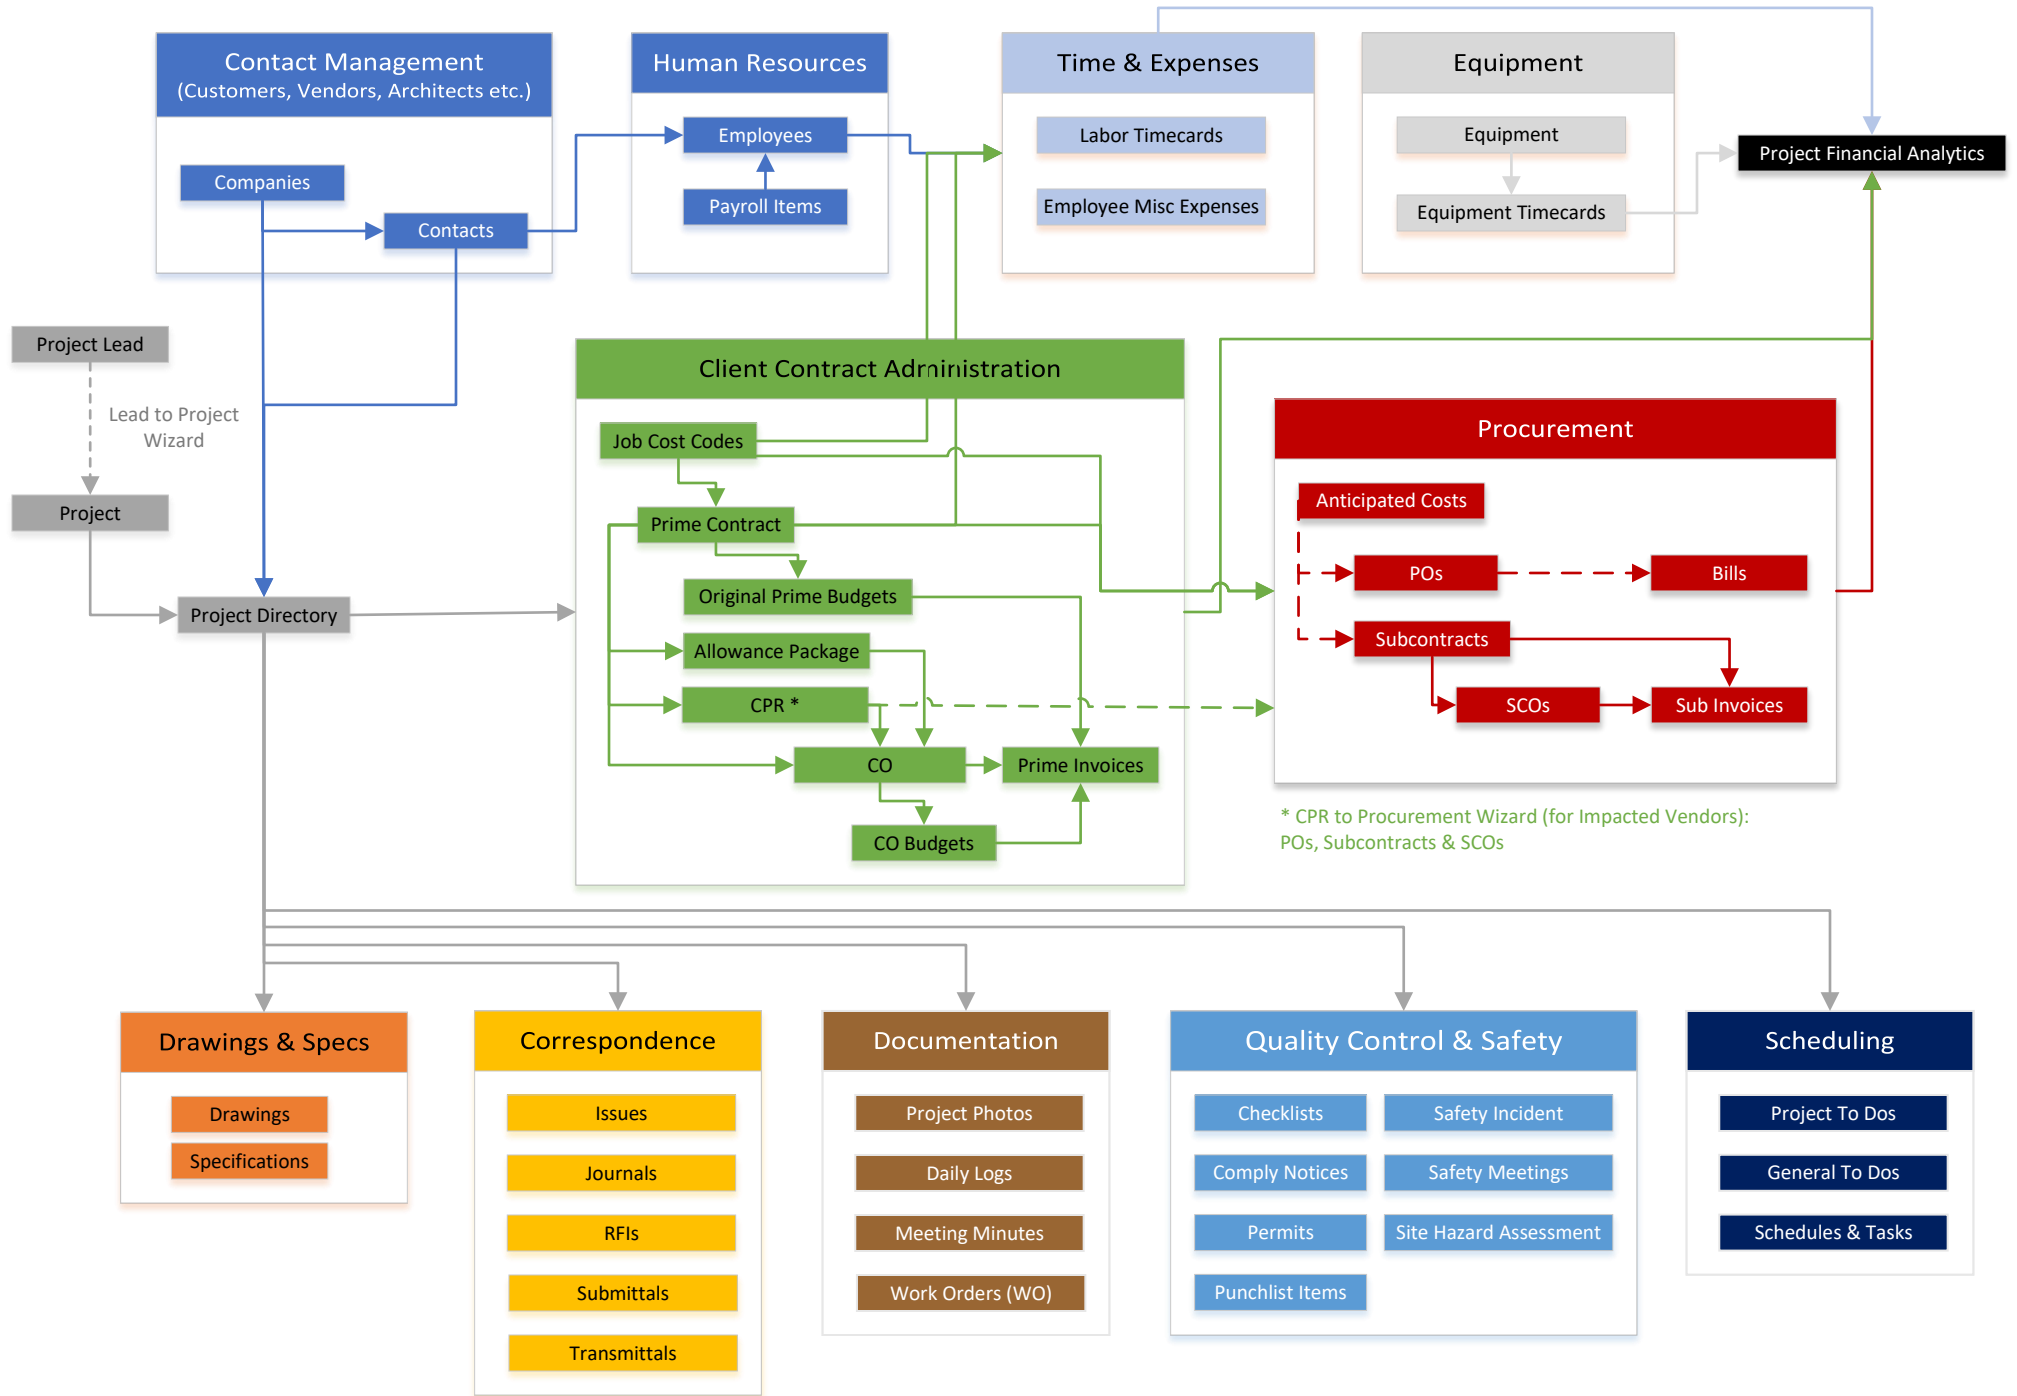 Contact Management
(Customers, Vendors, Architects etc.)
Companies
Contacts
Human Resources
Employees
Payroll Items
Time & Expenses
Labor Timecards
Employee Misc Expenses
Equipment
Equipment
Equipment Timecards
Project Financial Analytics
Project Lead
Lead to Project
Wizard
Project
Project Directory
Client Contract Administration
Job Cost Codes
Prime Contract
Original Prime Budgets
Allowance Package
CPR *
CO
Prime Invoices
CO Budgets
Procurement
Anticipated Costs
POs
Bills
Subcontracts
SCOs
Sub Invoices
* CPR to Procurement Wizard (for Impacted Vendors):
POs, Subcontracts & SCOs
Drawings & Specs
Drawings
Specifications
Correspondence
Issues
Journals
RFIs
Submittals
Transmittals
Documentation
Project Photos
Daily Logs
Meeting Minutes
Work Orders (WO)
Quality Control & Safety
Checklists
Safety Incident
Comply Notices
Safety Meetings
Permits
Site Hazard Assessment
Punchlist Items
Scheduling
Project To Dos
General To Dos
Schedules & Tasks